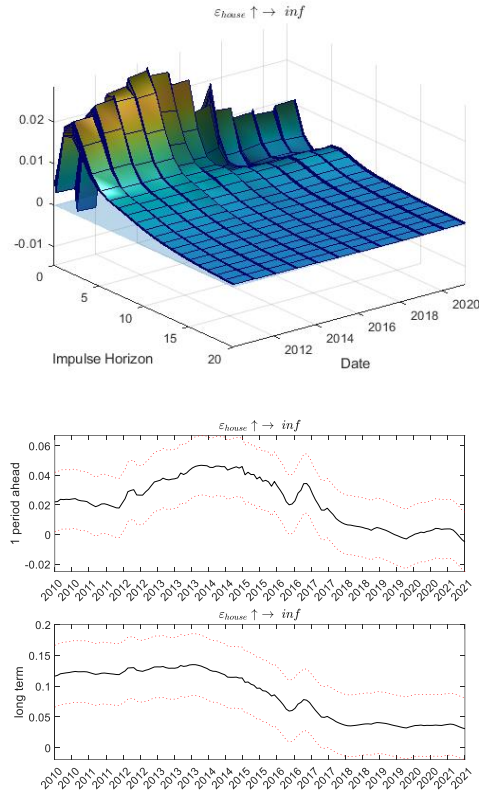 ε_house ↑ → inf
0.02
0.01
0
-0.01
0
5
10
15
20
Impulse Horizon
2012
2014
2016
2018
2020
Date
ε_house ↑ → inf
0.06
0.04
0.02
0
-0.02
1 period ahead
2010 2010 2011 2011 2012 2012 2013 2013 2014 2014 2015 2015 2016 2016 2017 2017 2018 2018 2019 2019 2020 2020 2021 2021
ε_house ↑ → inf
0.2
0.15
0.1
0.05
0
long term
2010 2010 2011 2011 2012 2012 2013 2013 2014 2014 2015 2015 2016 2016 2017 2017 2018 2018 2019 2019 2020 2020 2021 2021